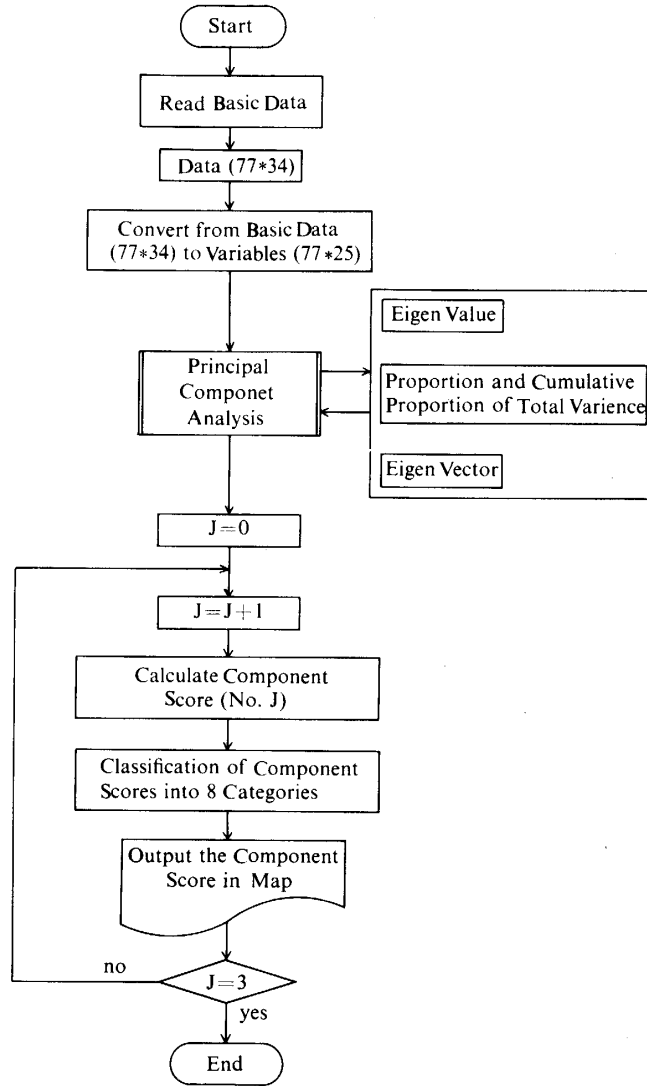 Start
Read Basic Data
Data (77*34)
Convert from Basic Data
(77*34) to Variables (77*25)
Principal
Componet
Analysis
Eigen Value
Proportion and Cumulative
Proportion of Total Varience
Eigen Vector
J=0
J=J+1
Calculate Component
Score (No. J)
Classification of Component
Scores into 8 Categories
Output the Component
Score in Map
J=3
no
yes
End